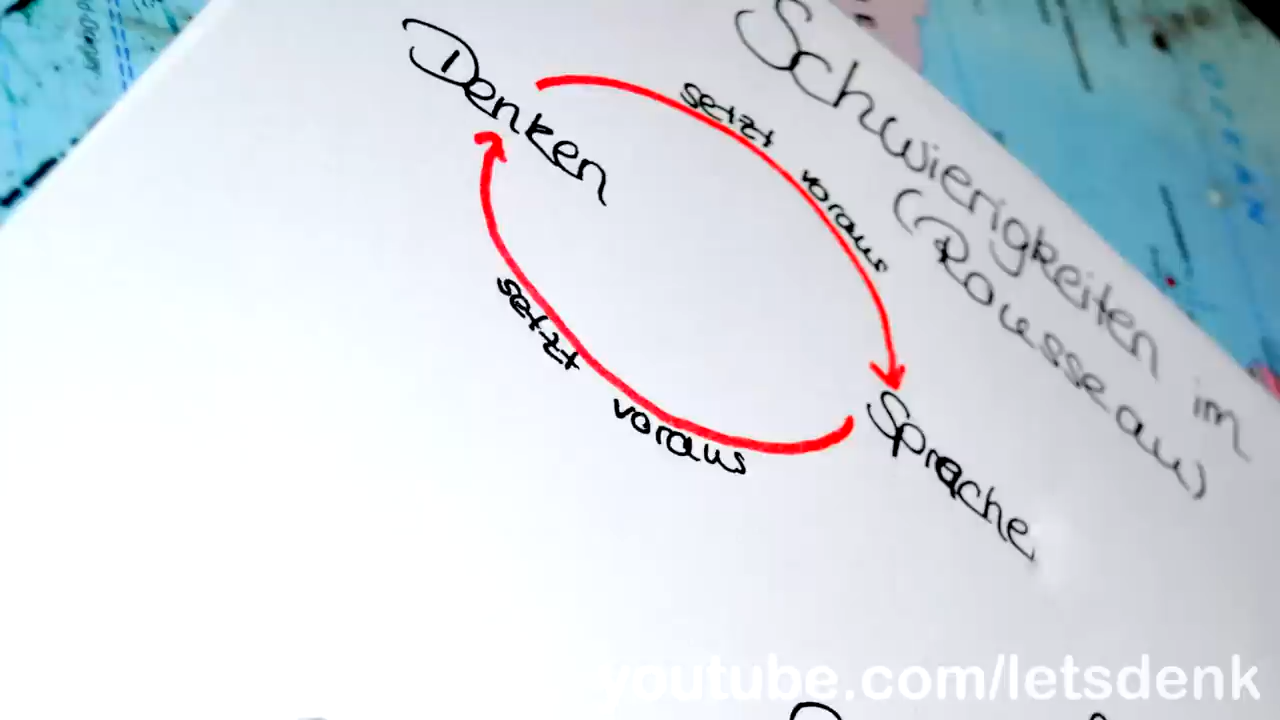 Schwierigkeiten im
(Rousseau)
Denken
setzt voraus
Sprache
setzt voraus
youtube.com/letsdenk